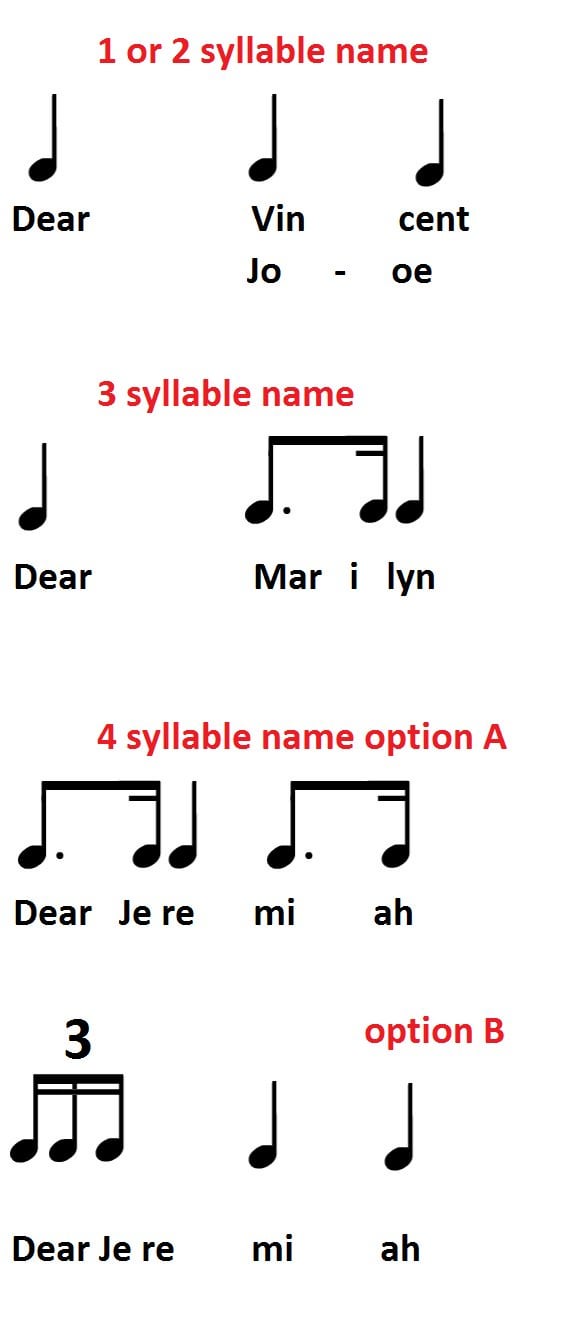 1 or 2 syllable name
Dear Vin cent
Jo - oe
3 syllable name
Dear Mar i lyn
4 syllable name option A
Dear Je re mi ah
3
option B
Dear Je re mi ah